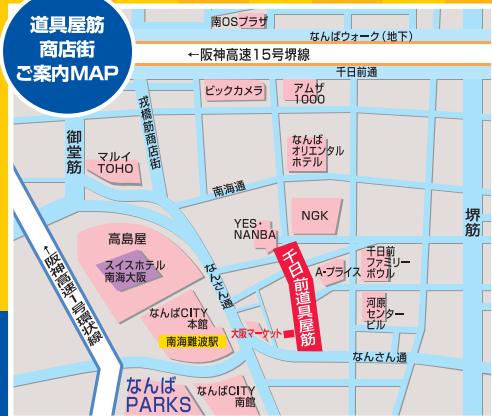 道具屋筋
商店街
ご案内MAP
南OSプラザ
なんばウォーク(地下)
←阪神高速15号堺線
千日前通
ビックカメラ
アムザ
1000
戎橋筋商店街
御堂筋
マルイ
TOHO
なんば
オリエンタル
ホテル
南海通
堺筋
NGK
YES・
NANBA
高島屋
スイスホテル
南海大阪
なんさん通
千日前道具屋筋
A-プライス
千日前
ファミリー
ボウル
←阪神高速1号環状線
なんばCITY
本館
南海難波駅
大阪マーケット
河原
センター
ビル
なんさん通
なんば
PARKS
なんばCITY
南館